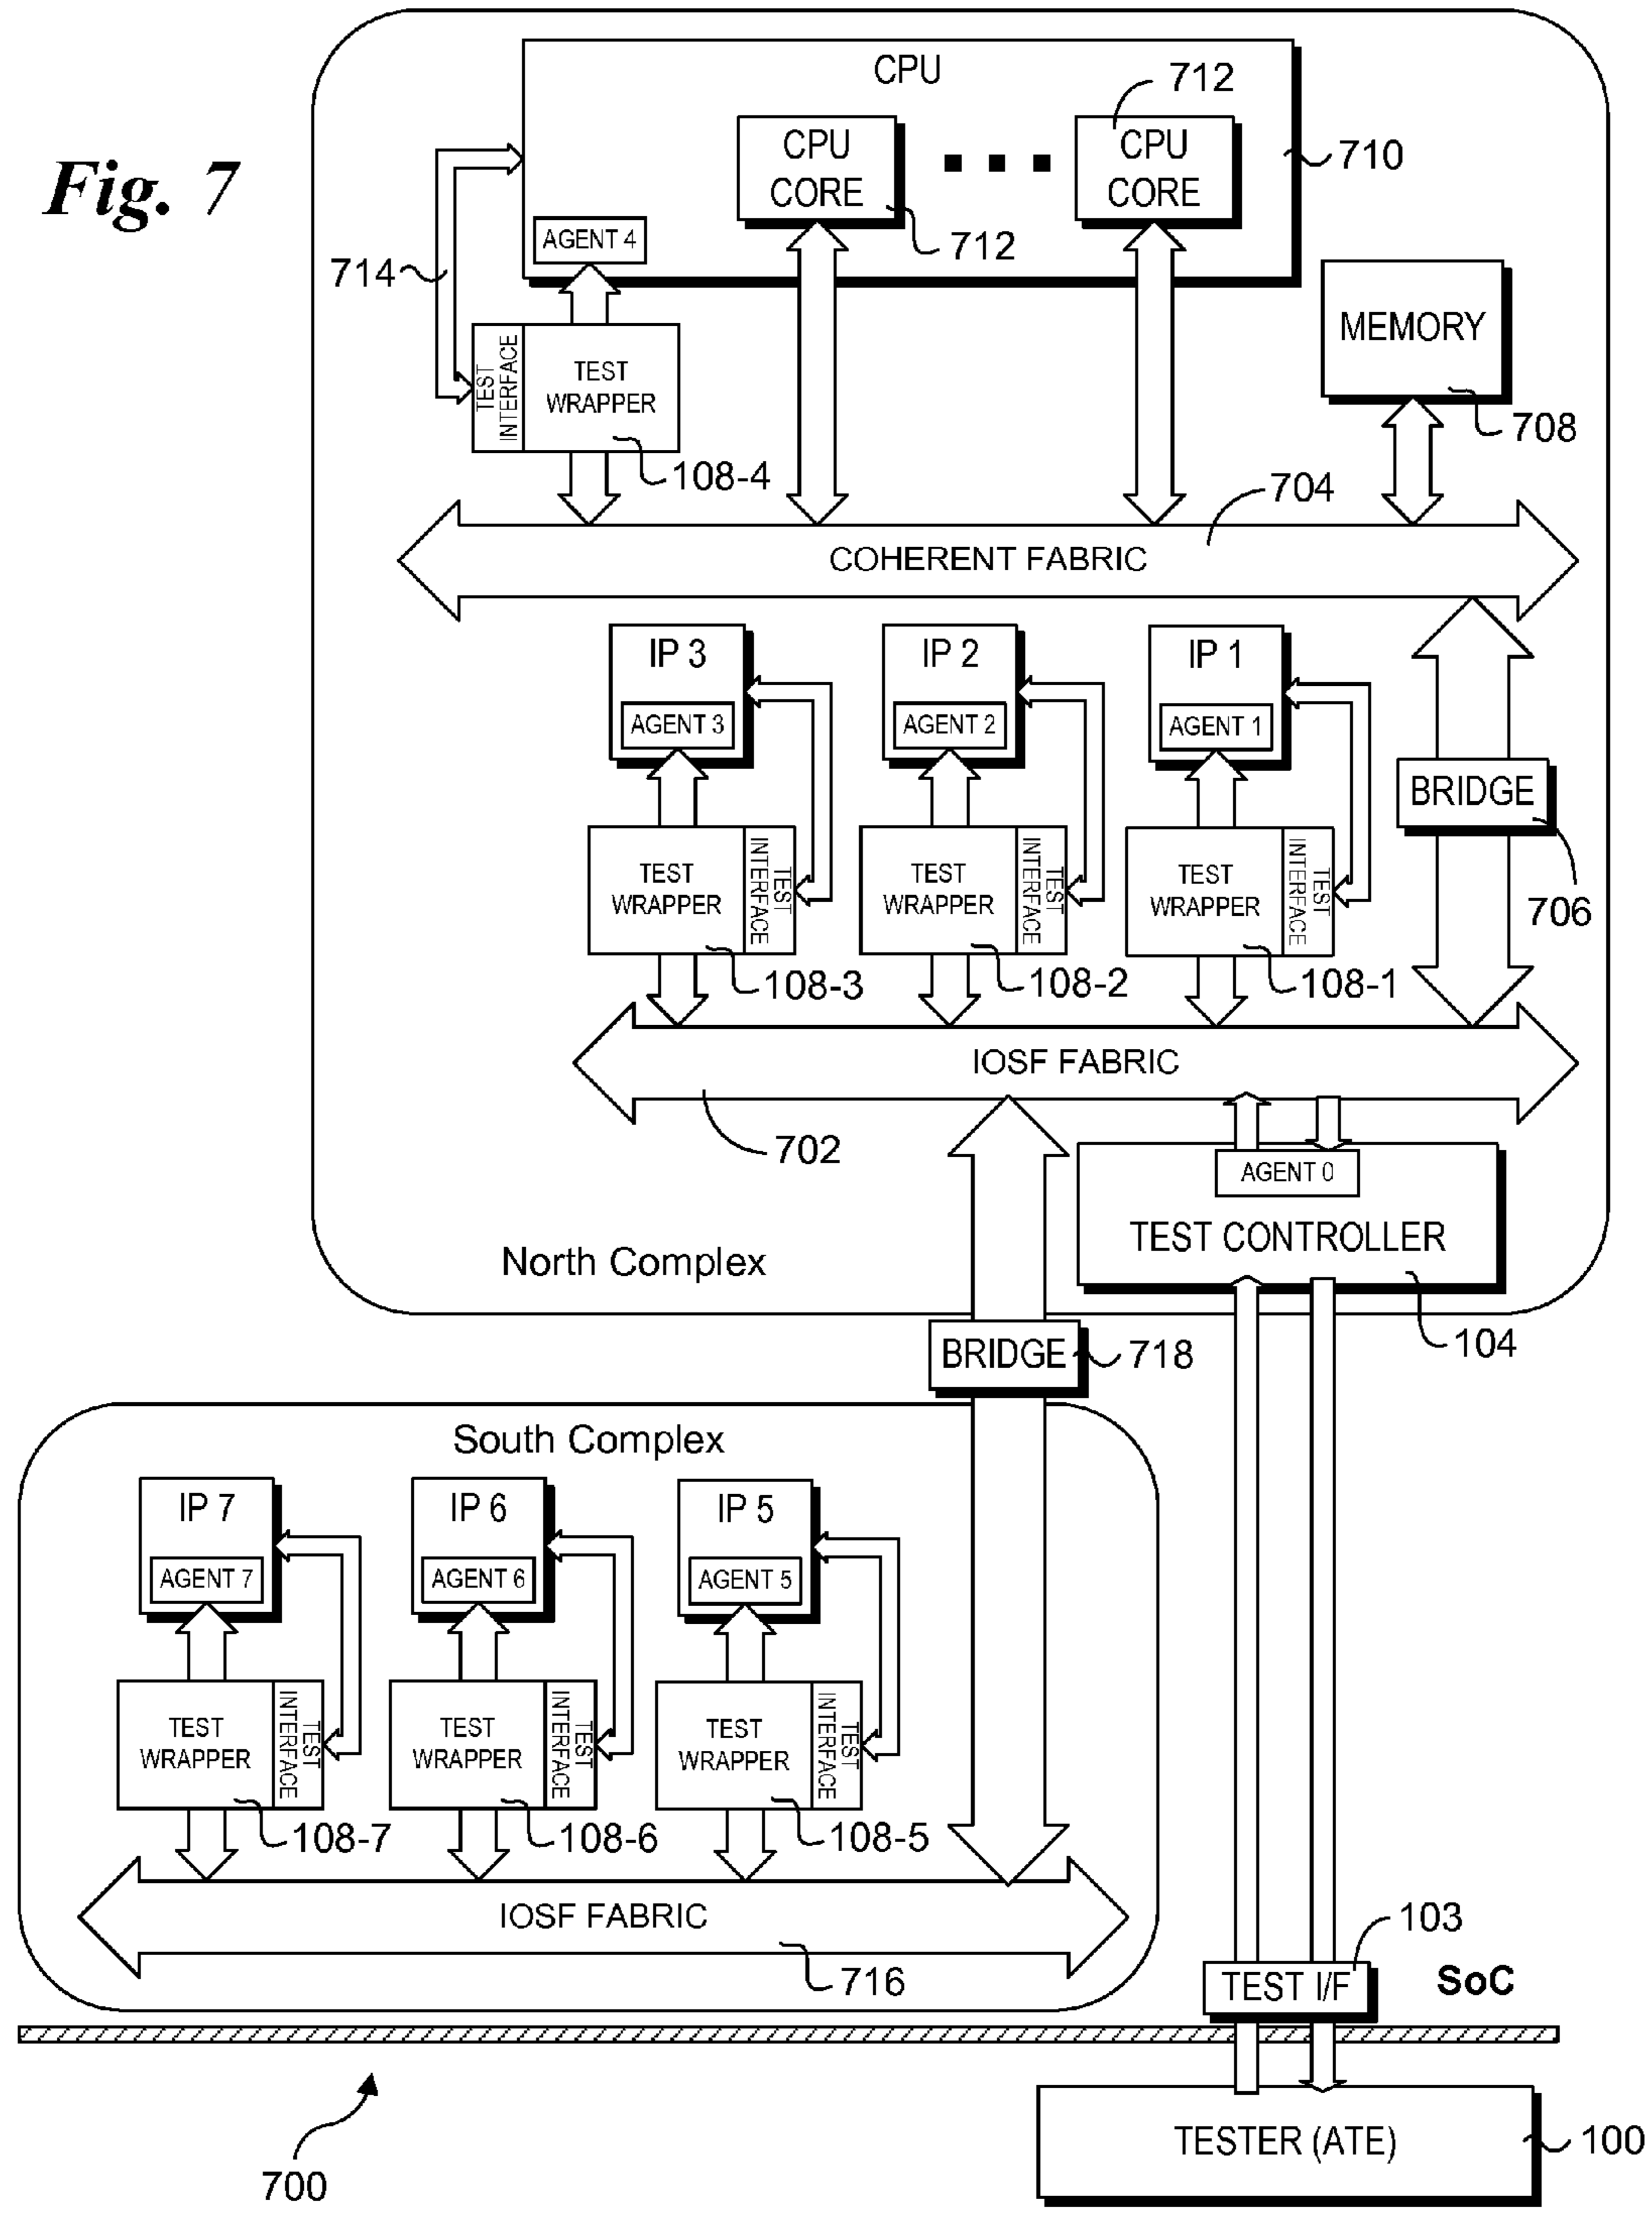 Fig. 7
CPU
712
CPU CORE
CPU CORE
710
712
AGENT 4
714
TEST INTERFACE
TEST WRAPPER
108-4
MEMORY
708
704
COHERENT FABRIC
IP 3
IP 2
IP 1
AGENT 3
AGENT 2
AGENT 1
BRIDGE
706
TEST WRAPPER
TEST INTERFACE
TEST WRAPPER
TEST INTERFACE
TEST WRAPPER
TEST INTERFACE
108-3
108-2
108-1
IOSF FABRIC
702
AGENT 0
TEST CONTROLLER
104
North Complex
BRIDGE
718
South Complex
IP 7
IP 6
IP 5
AGENT 7
AGENT 6
AGENT 5
TEST WRAPPER
TEST INTERFACE
TEST WRAPPER
TEST INTERFACE
TEST WRAPPER
TEST INTERFACE
108-7
108-6
108-5
IOSF FABRIC
716
103
TEST I/F
SoC
TESTER (ATE)
100
700